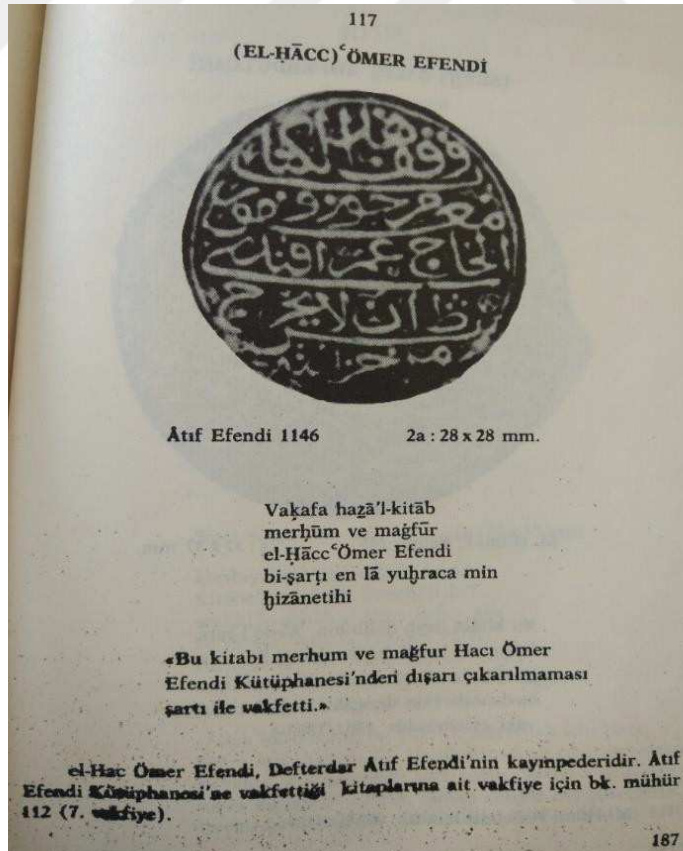 117
(EL-ḤĀCC) ʿÖMER EFENDİ
وقف هذا الكتاب
مرحوم و مغفور
الحاج عمر افندي
بشرط ان لا يخرج
من خزانته
Âtıf Efendi 1146 2a : 28 x 28 mm.
Vaḳafa haẕā’l-kitāb
merḥūm ve maġfūr
el-Ḥācc ʿÖmer Efendi
bi-şartı en lā yuḫraca min
ḫizānetihi
«Bu kitabı merhum ve mağfur Hacı Ömer
Efendi Kütüphanesi’nden dışarı çıkarılmaması
şartı ile vakfetti.»
el-Hac Ömer Efendi, Defterdar Âtıf Efendi’nin kayınpederidir. Âtıf
Efendi Kütüphanesi’ne vakfettiği kitaplarına ait vakfiye için bk. mühür
112 (7. vakfiye).
187